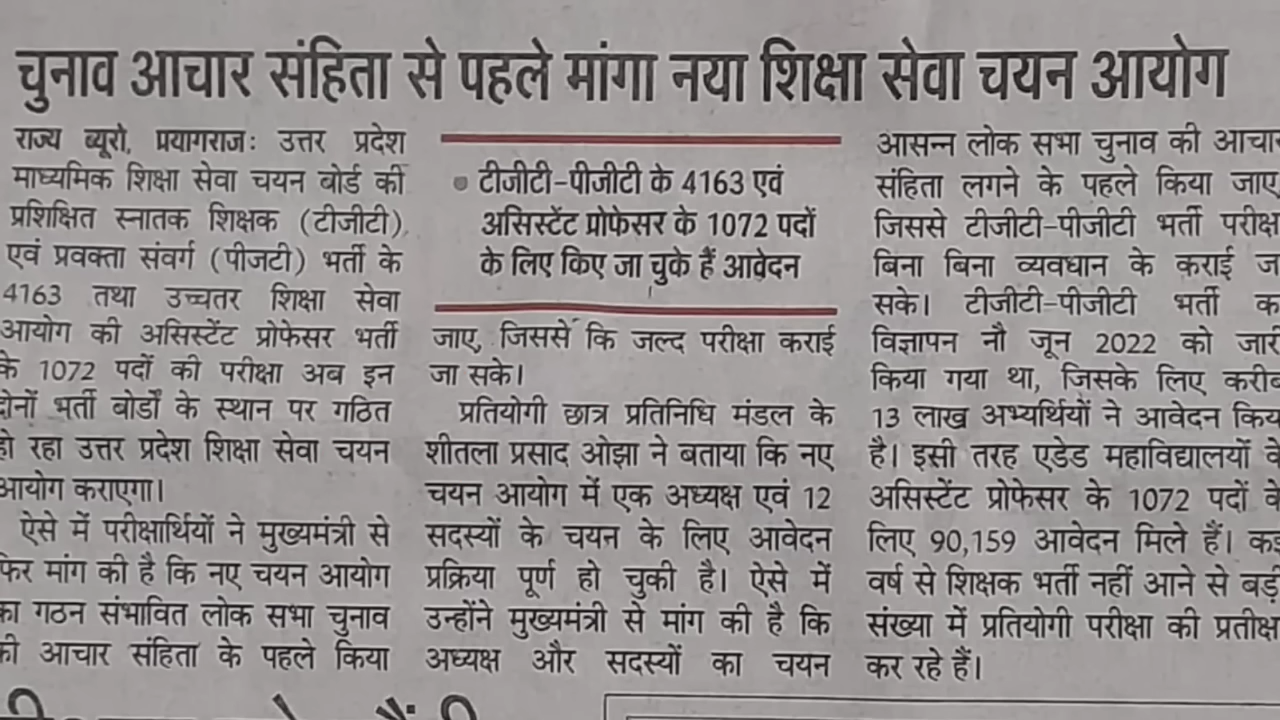 चुनाव आचार संहिता से पहले मांगा नया शिक्षा सेवा चयन आयोग
राज्य ब्यूरो, प्रयागराज: उत्तर प्रदेश
माध्यमिक शिक्षा सेवा चयन बोर्ड की
प्रशिक्षित स्नातक शिक्षक (टीजीटी)
एवं प्रवक्ता संवर्ग (पीजटी) भर्ती के
4163 तथा उच्चतर शिक्षा सेवा
आयोग की असिस्टेंट प्रोफेसर भर्ती
के 1072 पदों की परीक्षा अब इन
दोनों भर्ती बोर्डों के स्थान पर गठित
हो रहा उत्तर प्रदेश शिक्षा सेवा चयन
आयोग कराएगा।
ऐसे में परीक्षार्थियों ने मुख्यमंत्री से
फिर मांग की है कि नए चयन आयोग
का गठन संभावित लोक सभा चुनाव
की आचार संहिता के पहले किया
• टीजीटी-पीजीटी के 4163 एवं
असिस्टेंट प्रोफेसर के 1072 पदों
के लिए किए जा चुके हैं आवेदन
जाए, जिससे कि जल्द परीक्षा कराई
जा सके।
प्रतियोगी छात्र प्रतिनिधि मंडल के
शीतला प्रसाद ओझा ने बताया कि नए
चयन आयोग में एक अध्यक्ष एवं 12
सदस्यों के चयन के लिए आवेदन
प्रक्रिया पूर्ण हो चुकी है। ऐसे में
उन्होंने मुख्यमंत्री से मांग की है कि
अध्यक्ष और सदस्यों का चयन
आसन्न लोक सभा चुनाव की आचार
संहिता लगने के पहले किया जाए
जिससे टीजीटी-पीजीटी भर्ती परीक्ष
बिना बिना व्यवधान के कराई ज
सके। टीजीटी-पीजीटी भर्ती क
विज्ञापन नौ जून 2022 को जारी
किया गया था, जिसके लिए करीब
13 लाख अभ्यर्थियों ने आवेदन किय
है। इसी तरह एडेड महाविद्यालयों के
असिस्टेंट प्रोफेसर के 1072 पदों के
लिए 90,159 आवेदन मिले हैं। कई
वर्ष से शिक्षक भर्ती नहीं आने से बड़ी
संख्या में प्रतियोगी परीक्षा की प्रतीक्ष
कर रहे हैं।